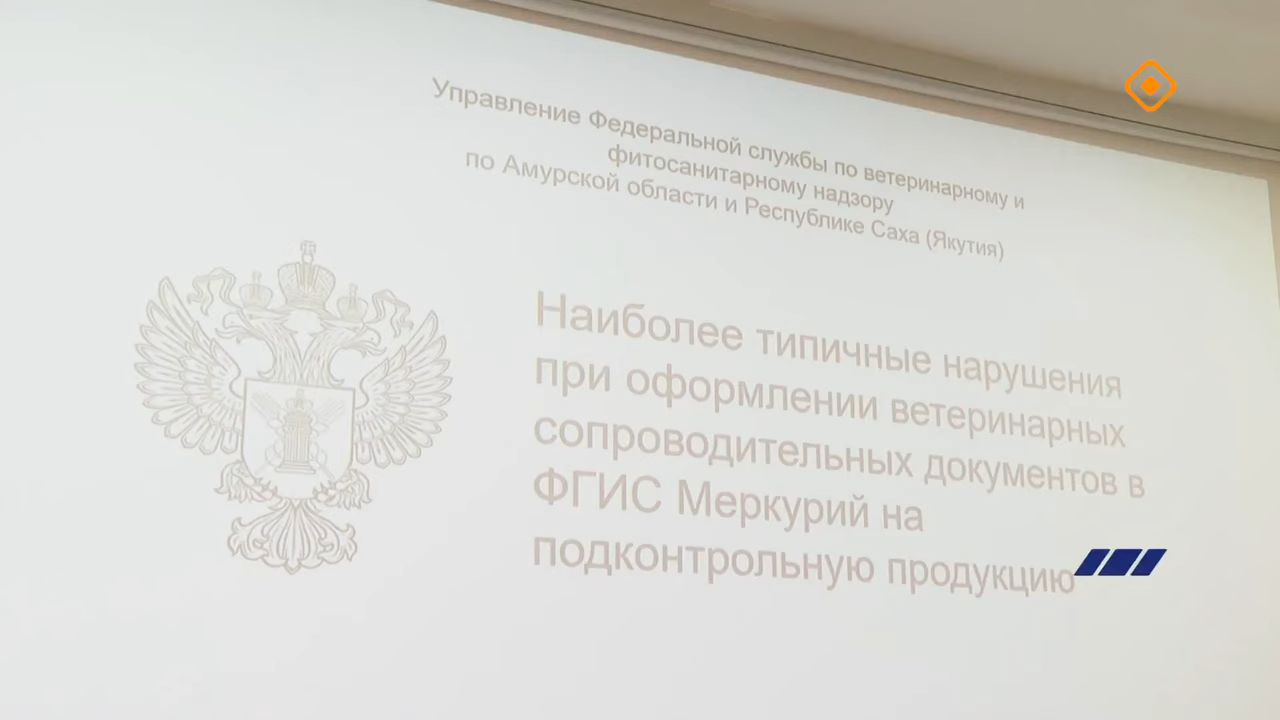 Управление Федеральной службы по ветеринарному и
фитосанитарному надзору
по Амурской области и Республике Саха (Якутия)
Наиболее типичные нарушения
при оформлении ветеринарных
сопроводительных документов в
ФГИС Меркурий на
подконтрольную продукцию